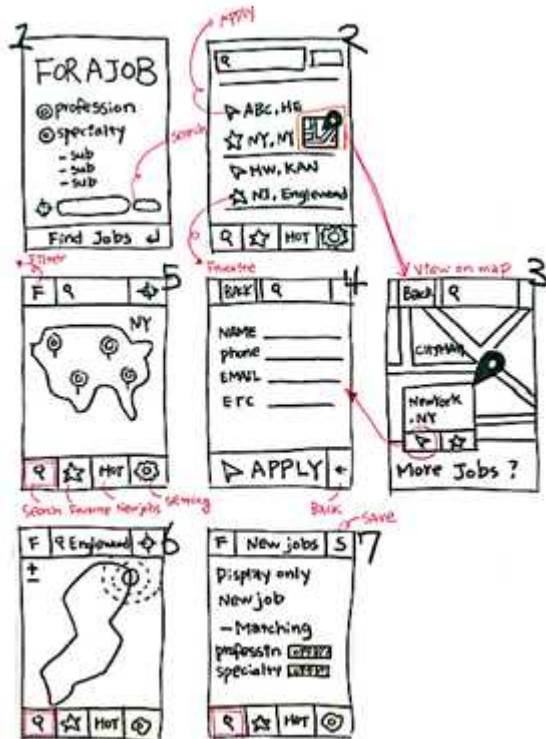 1
FOR A JOB
profession
specialty
- sub
- sub
- sub
Find Jobs
Apply
Search
2
ABC, HE
NY, NY
HW, KAN
NJ, Englewood
HOT
Filter
Favorite
View on map
5
F
NY
HOT
Search Favorite New jobs setting
4
BACK
NAME
phone
EMAIL
ETC
APPLY
Back
3
Back
CITYMAP
NewYork
, NY
More Jobs ?
6
F Englewood
+
-
HOT
SAVE
7
F New jobs S
Display only
New job
- Matching
professin
specialty
HOT